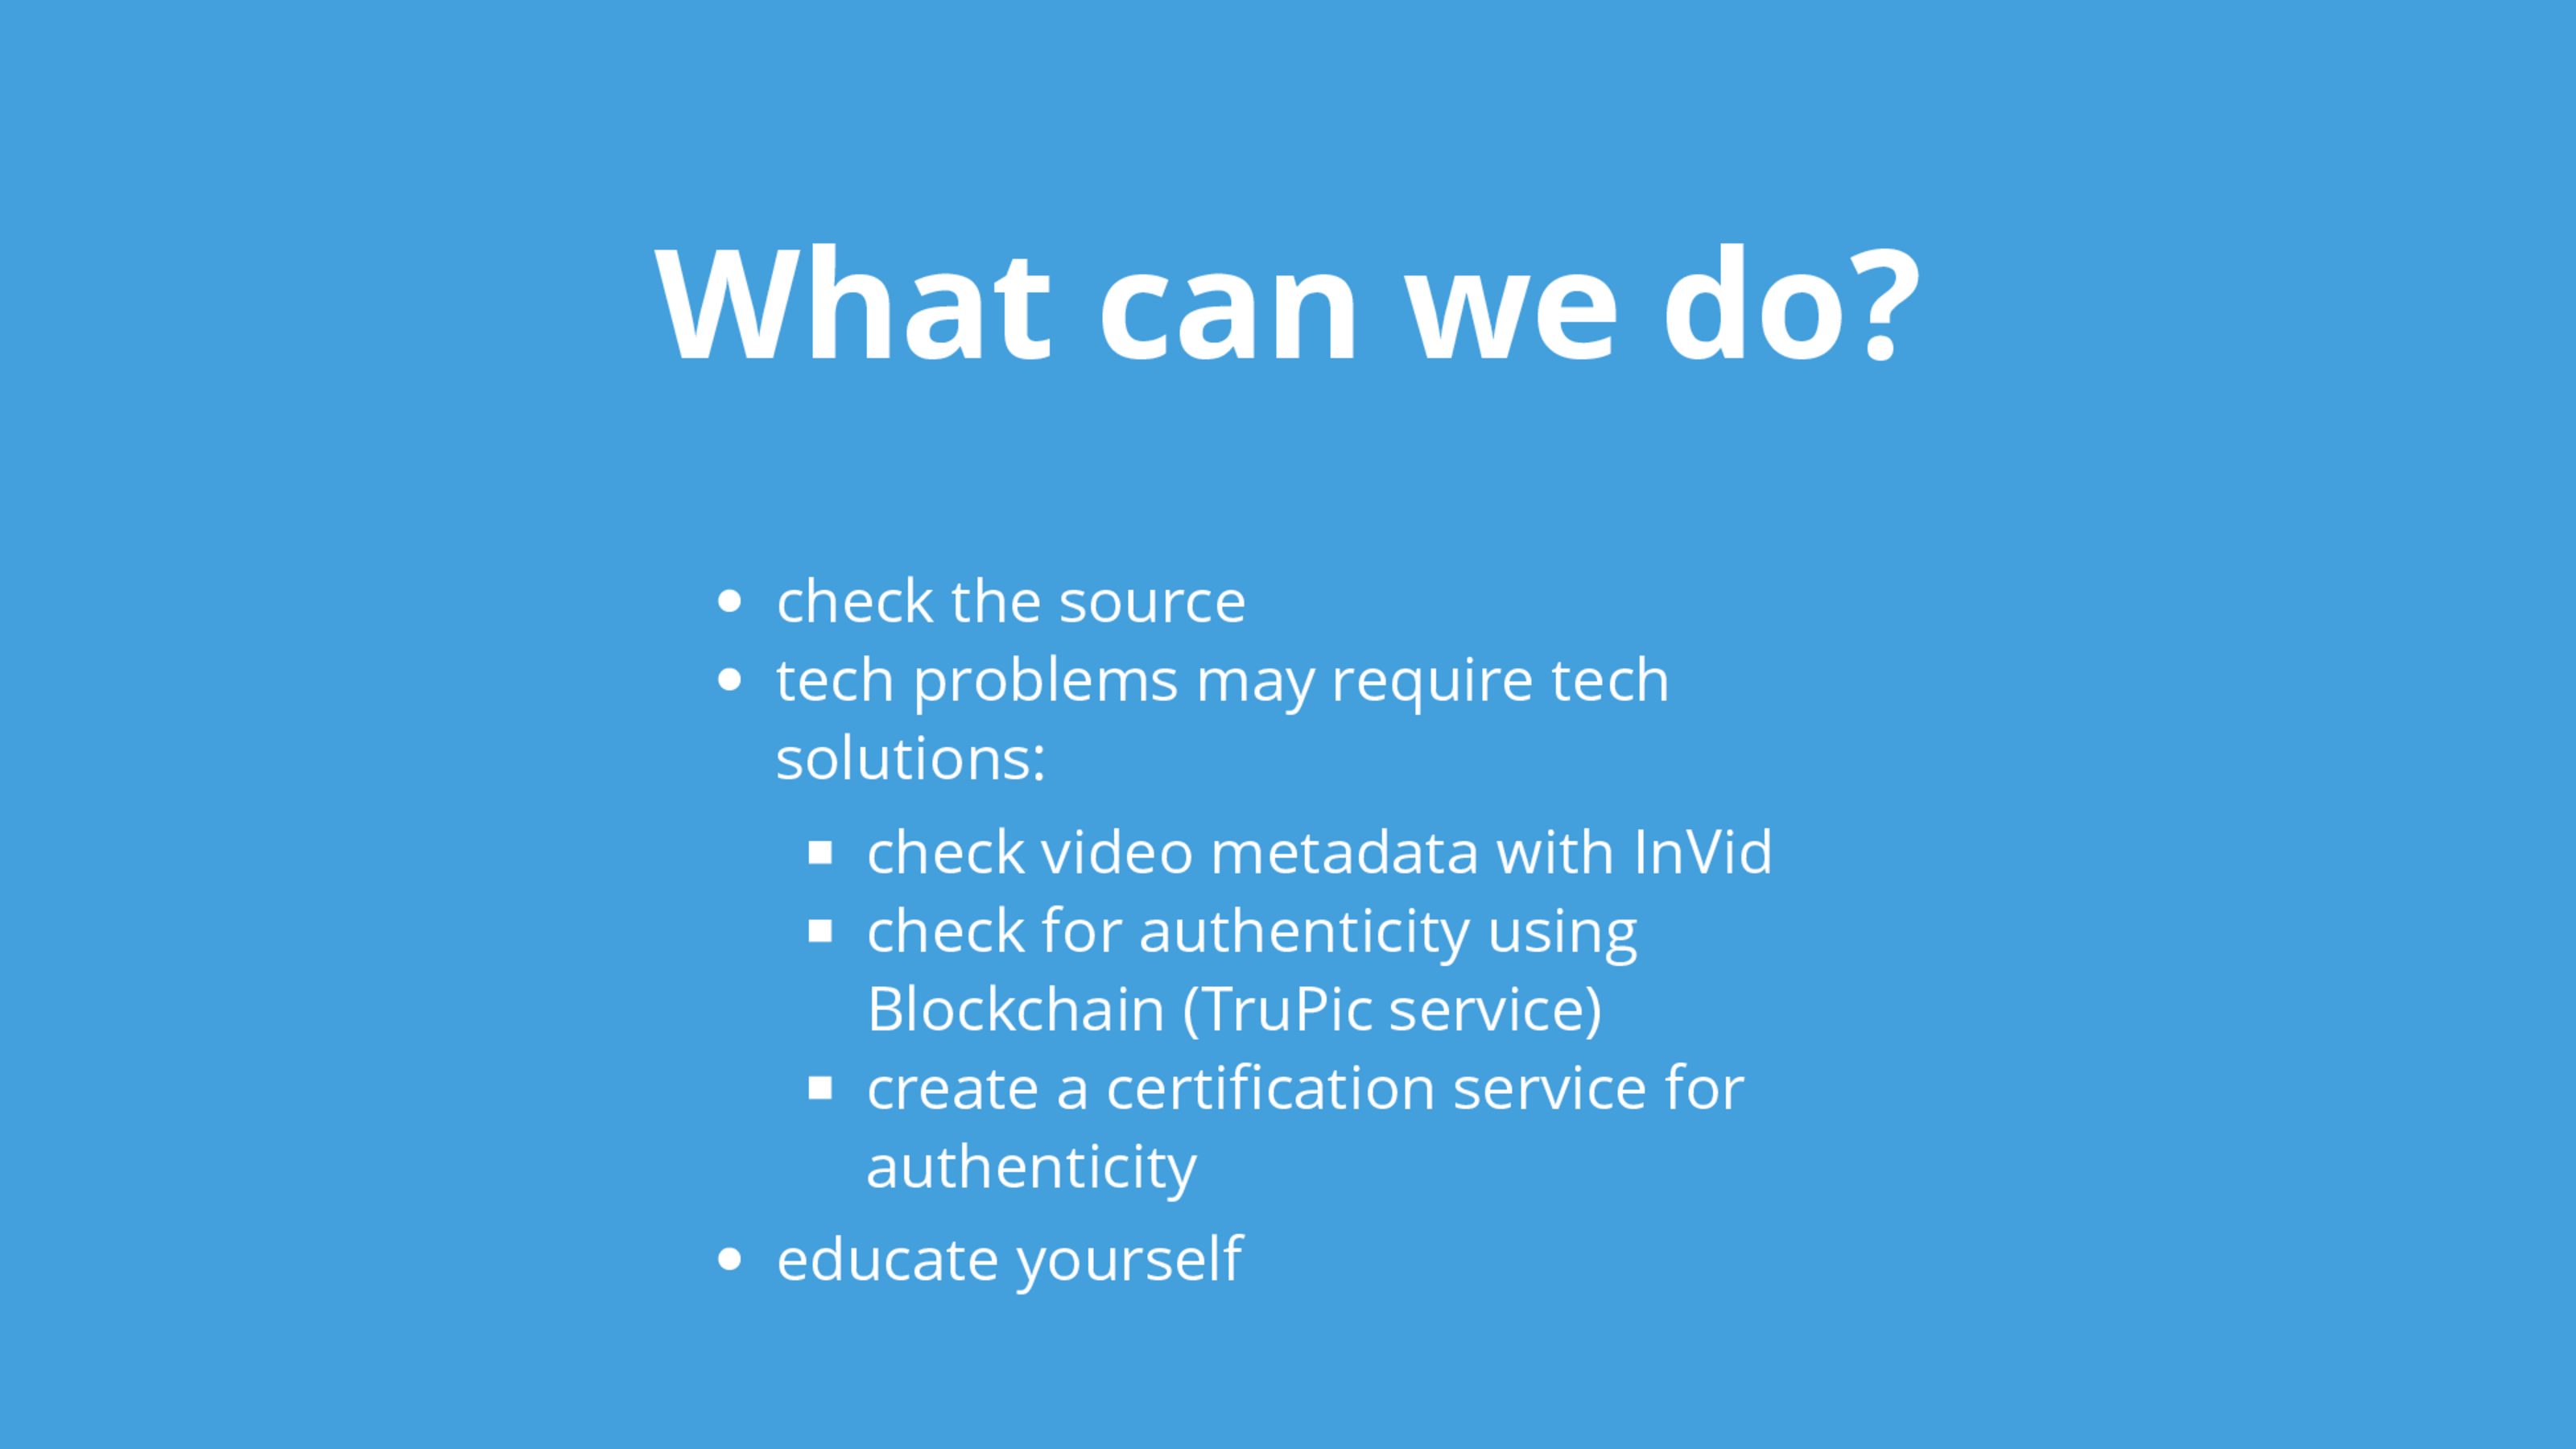 What can we do?
• check the source
• tech problems may require tech
solutions:
▪ check video metadata with InVid
▪ check for authenticity using
Blockchain (TruPic service)
▪ create a certification service for
authenticity
• educate yourself